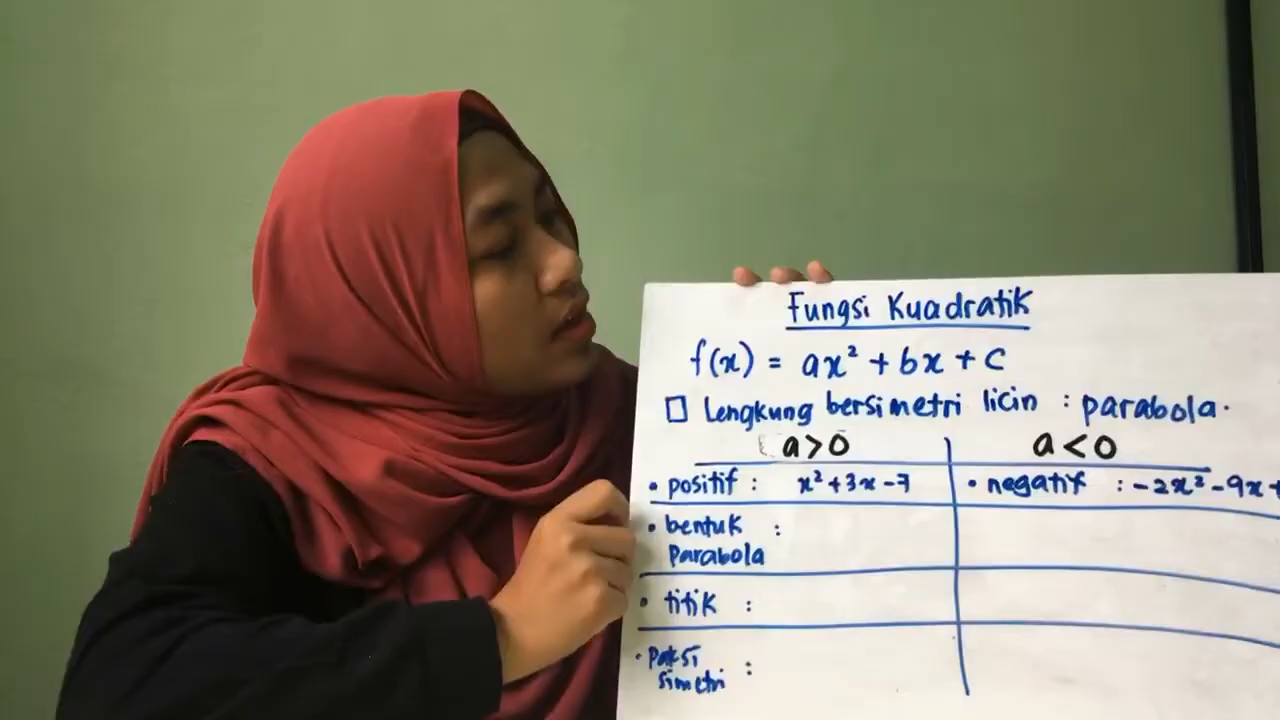 Fungsi Kuadratik
f(x) = ax² + bx + c
□ Lengkung bersimetri licin : parabola.
a > 0
a < 0
• positif : x² + 3x - 7
• negatif : -2x² - 9x +
• bentuk :
parabola
• titik :
• paksi :
simetri